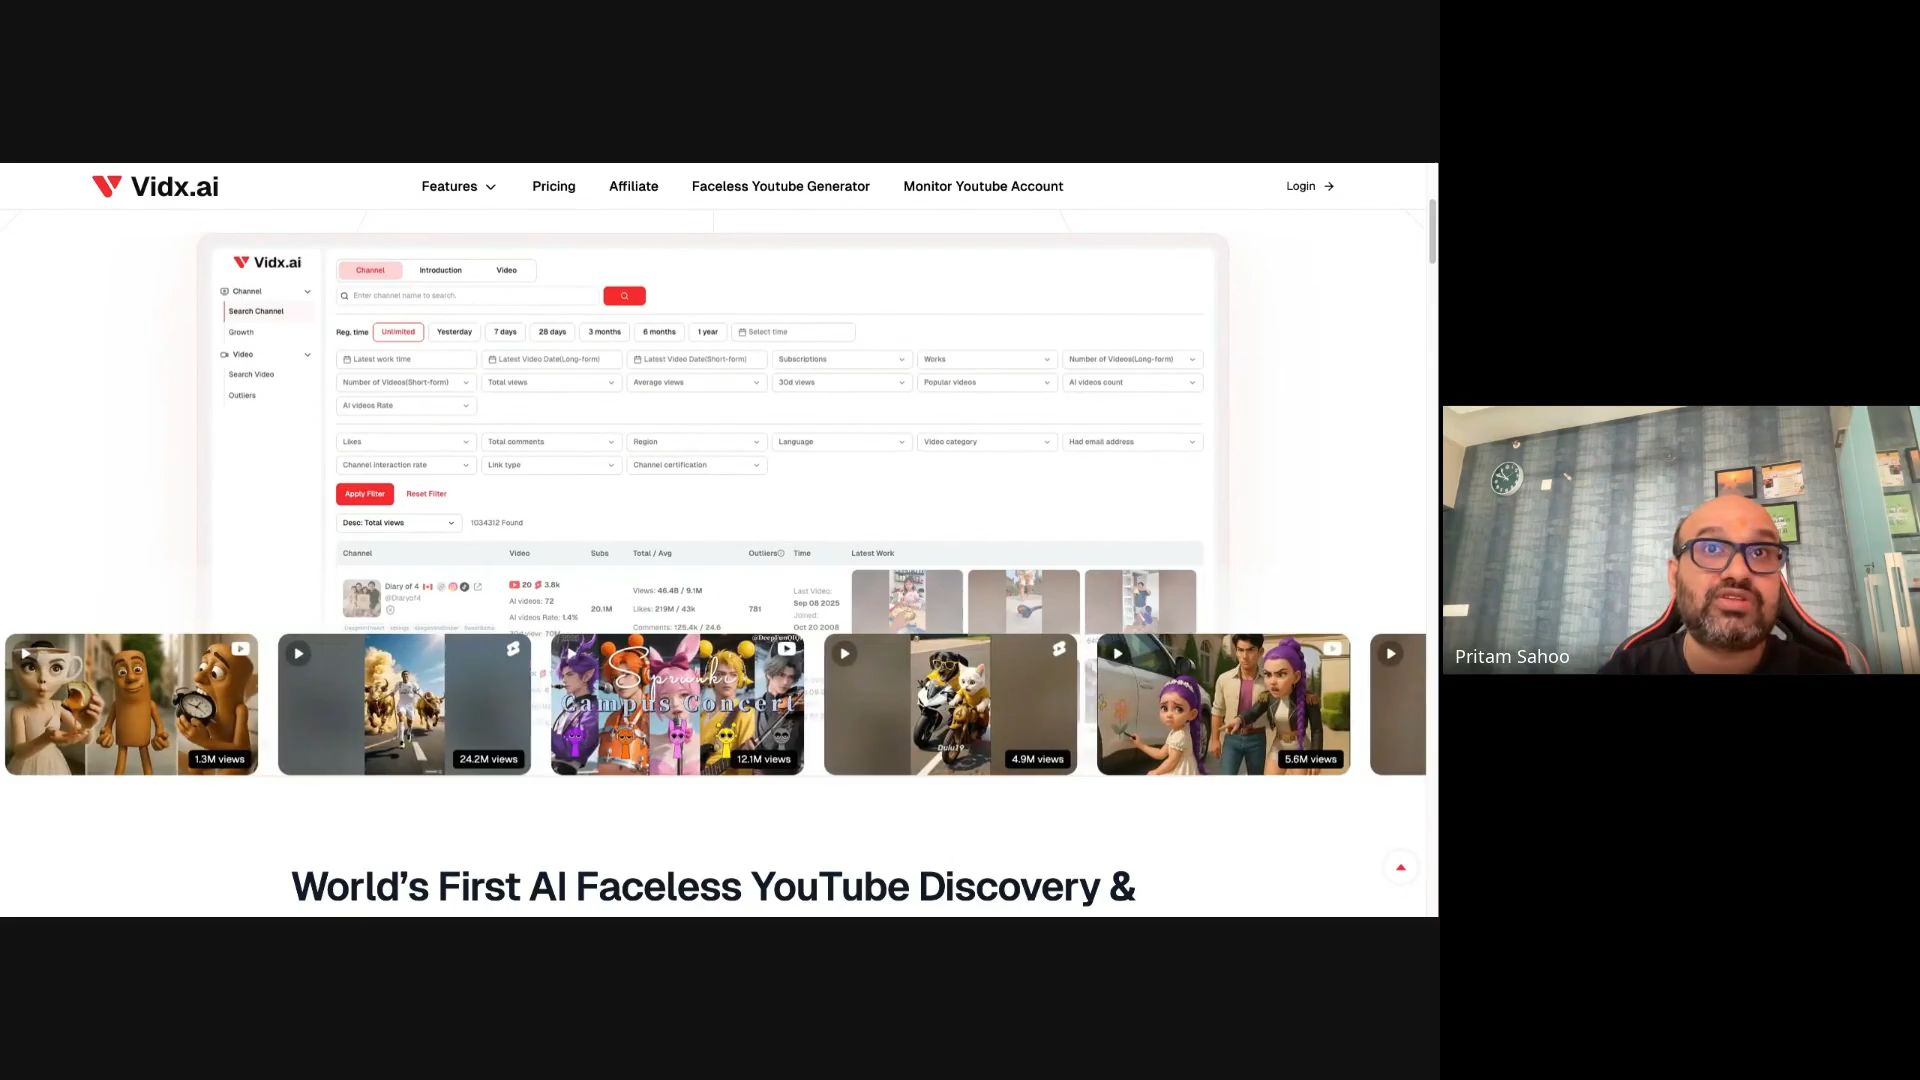 Vidx.ai
Features
Pricing
Affiliate
Faceless Youtube Generator
Monitor Youtube Account
Login
Vidx.ai
Channel
Search Channel
Growth
Video
Search Video
Outliers
Channel Introduction Video
Enter channel name to search.
Reg. time Unlimited Yesterday 7 days 28 days 3 months 6 months 1 year Select time
Latest work time Latest Video Date(Long-form) Latest Video Date(Short-form) Subscriptions Works Number of Videos(Long-form)
Number of Videos(Short-form) Total views Average views 30d views Popular videos AI videos count
AI videos Rate
Likes Total comments Region Language Video category Had email address
Channel interaction rate Link type Channel certification
Apply Filter Reset Filter
Desc: Total views 1034312 Found
Channel Video Subs Total / Avg Outliers Time Latest Work
Diary of 4
@Diaryof4
20 3.8k
AI videos: 72
AI videos Rate: 1.4%
20.1M
Views: 46.4B / 9.1M
Likes: 219M / 43k
Comments: 125.4k / 24.6
781
Last Video:
Sep 08 2025
Joined:
Oct 20 2008
1.3M views
24.2M views
Sprunki
Campus Concert
12.1M views
Dulu19
4.9M views
5.6M views
World’s First AI Faceless YouTube Discovery &
Pritam Sahoo